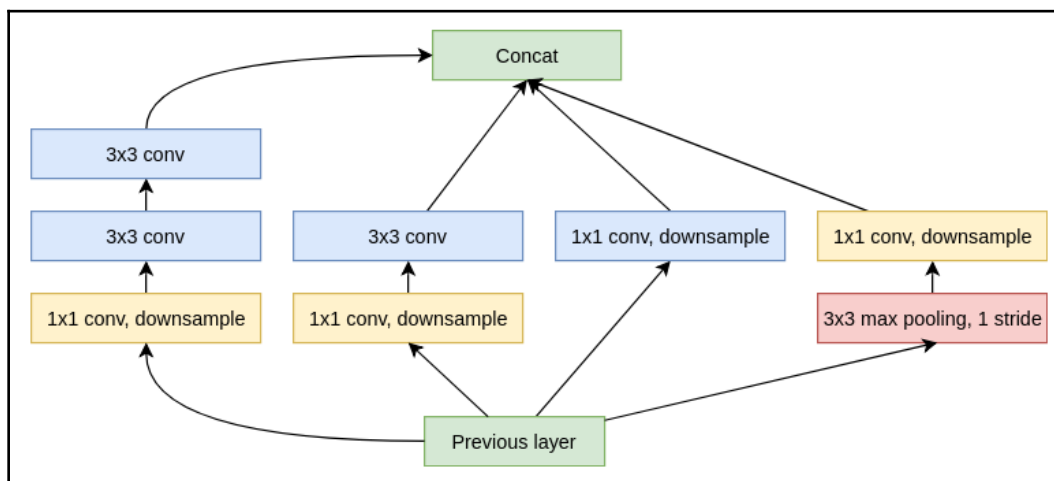 Concat
3x3 conv
3x3 conv
3x3 conv
1x1 conv, downsample
1x1 conv, downsample
1x1 conv, downsample
1x1 conv, downsample
3x3 max pooling, 1 stride
Previous layer